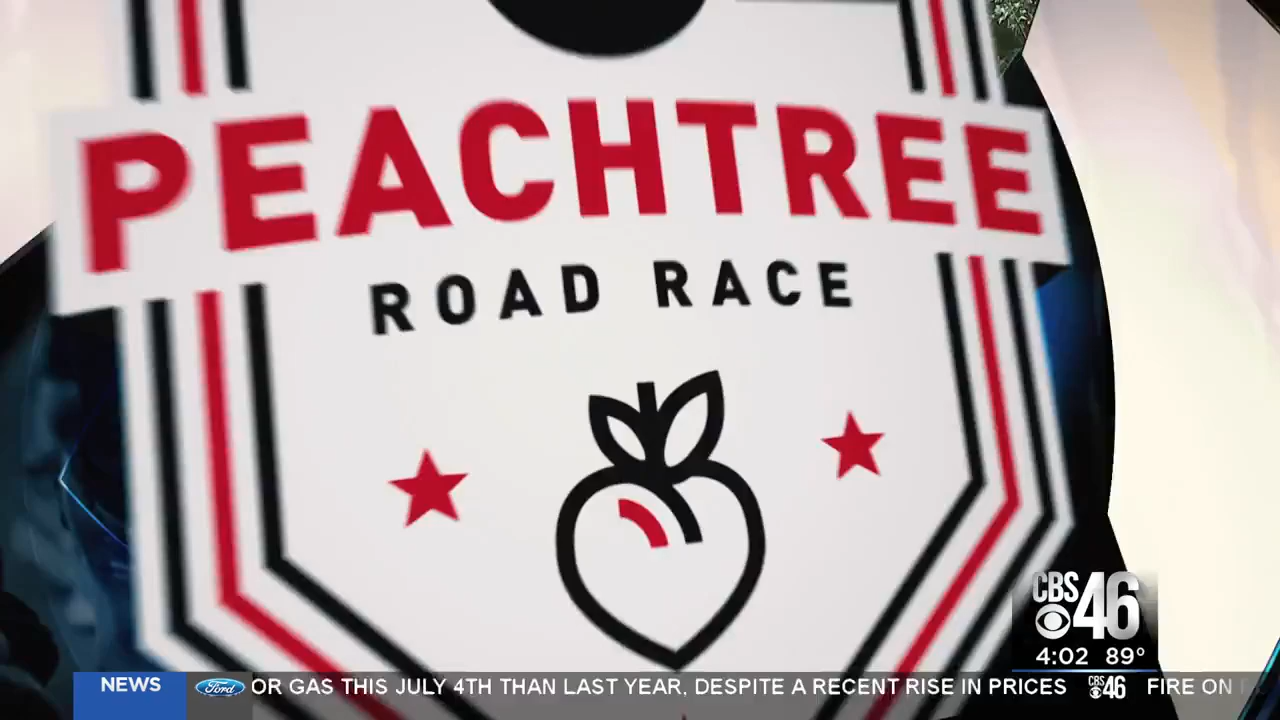 PEACHTREE
ROAD RACE
CBS 46
4:02 89°
NEWS Ford OR GAS THIS JULY 4TH THAN LAST YEAR, DESPITE A RECENT RISE IN PRICES CBS 46 FIRE ON